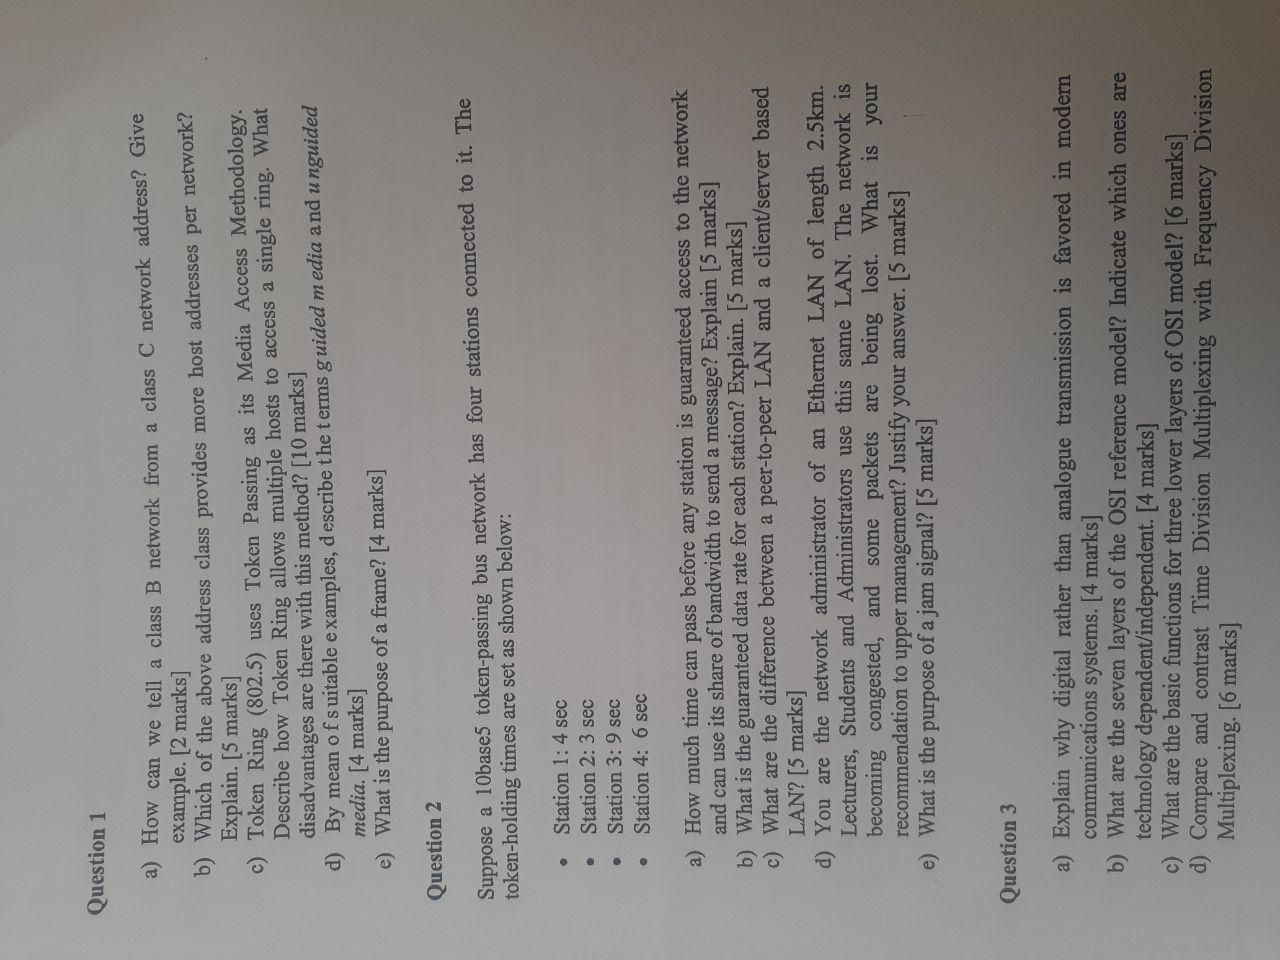 Question 1
a) How can we tell a class B network from a class C network address? Give
example. [2 marks]
b) Which of the above address class provides more host addresses per network?
Explain. [5 marks]
c) Token Ring (802.5) uses Token Passing as its Media Access Methodology.
Describe how Token Ring allows multiple hosts to access a single ring. What
disadvantages are there with this method? [10 marks]
d) By mean of suitable examples, describe the terms guided media and unguided
media. [4 marks]
e) What is the purpose of a frame? [4 marks]
Question 2
Suppose a 10base5 token-passing bus network has four stations connected to it. The
token-holding times are set as shown below:
• Station 1: 4 sec
• Station 2: 3 sec
• Station 3: 9 sec
• Station 4: 6 sec
a) How much time can pass before any station is guaranteed access to the network
and can use its share of bandwidth to send a message? Explain [5 marks]
b) What is the guaranteed data rate for each station? Explain. [5 marks]
c) What are the difference between a peer-to-peer LAN and a client/server based
LAN? [5 marks]
d) You are the network administrator of an Ethernet LAN of length 2.5km.
Lecturers, Students and Administrators use this same LAN. The network is
becoming congested, and some packets are being lost. What is your
recommendation to upper management? Justify your answer. [5 marks]
e) What is the purpose of a jam signal? [5 marks]
Question 3
a) Explain why digital rather than analogue transmission is favored in modern
communications systems. [4 marks]
b) What are the seven layers of the OSI reference model? Indicate which ones are
technology dependent/independent. [4 marks]
c) What are the basic functions for three lower layers of OSI model? [6 marks]
d) Compare and contrast Time Division Multiplexing with Frequency Division
Multiplexing. [6 marks]